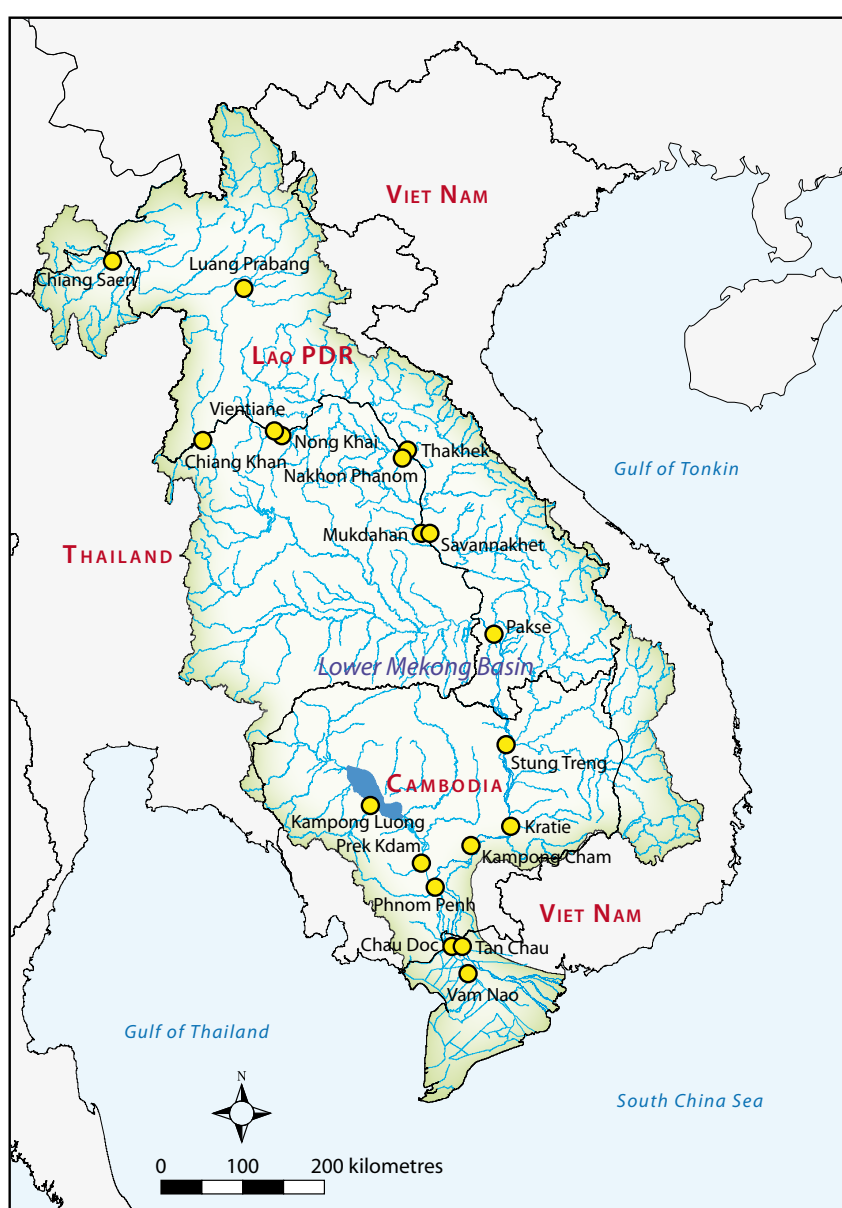 VIET NAM
Luang Prabang
Chiang Saen
LAO PDR
Vientiane
Nong Khai
Thakhek
Chiang Khan
Nakhon Phanom
Gulf of Tonkin
Mukdahan
Savannakhet
THAILAND
Pakse
Lower Mekong Basin
Stung Treng
CAMBODIA
Kampong Luong
Kratie
Prek Kdam
Kampong Cham
Phnom Penh
VIET NAM
Chau Doc
Tan Chau
Vam Nao
Gulf of Thailand
N
South China Sea
0 100 200 kilometres